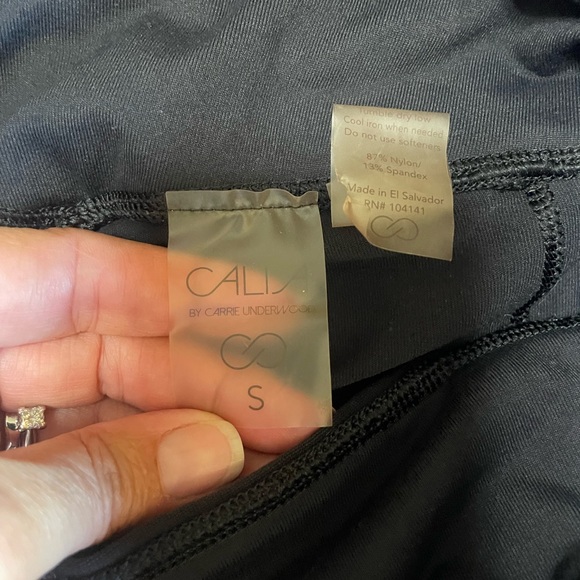 CALIA
BY CARRIE UNDERWOOD
S
Tumble dry low
Cool iron when needed
Do not use softeners
87% Nylon/
13% Spandex
Made in El Salvador
RN# 104141